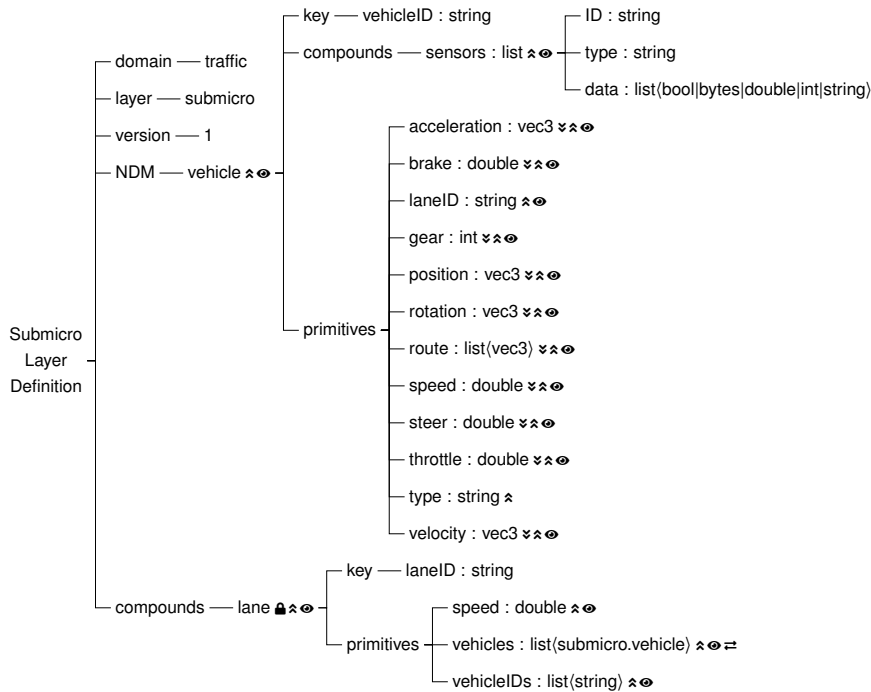 key vehicleID : string
compounds sensors : list
ID : string
type : string
data : list⟨bool|bytes|double|int|string⟩
domain traffic
layer submicro
version 1
NDM vehicle
acceleration : vec3
brake : double
laneID : string
gear : int
position : vec3
rotation : vec3
primitives
route : list⟨vec3⟩
speed : double
steer : double
throttle : double
type : string
velocity : vec3
Submicro
Layer
Definition
key laneID : string
compounds lane
primitives
speed : double
vehicles : list⟨submicro.vehicle⟩
vehicleIDs : list⟨string⟩